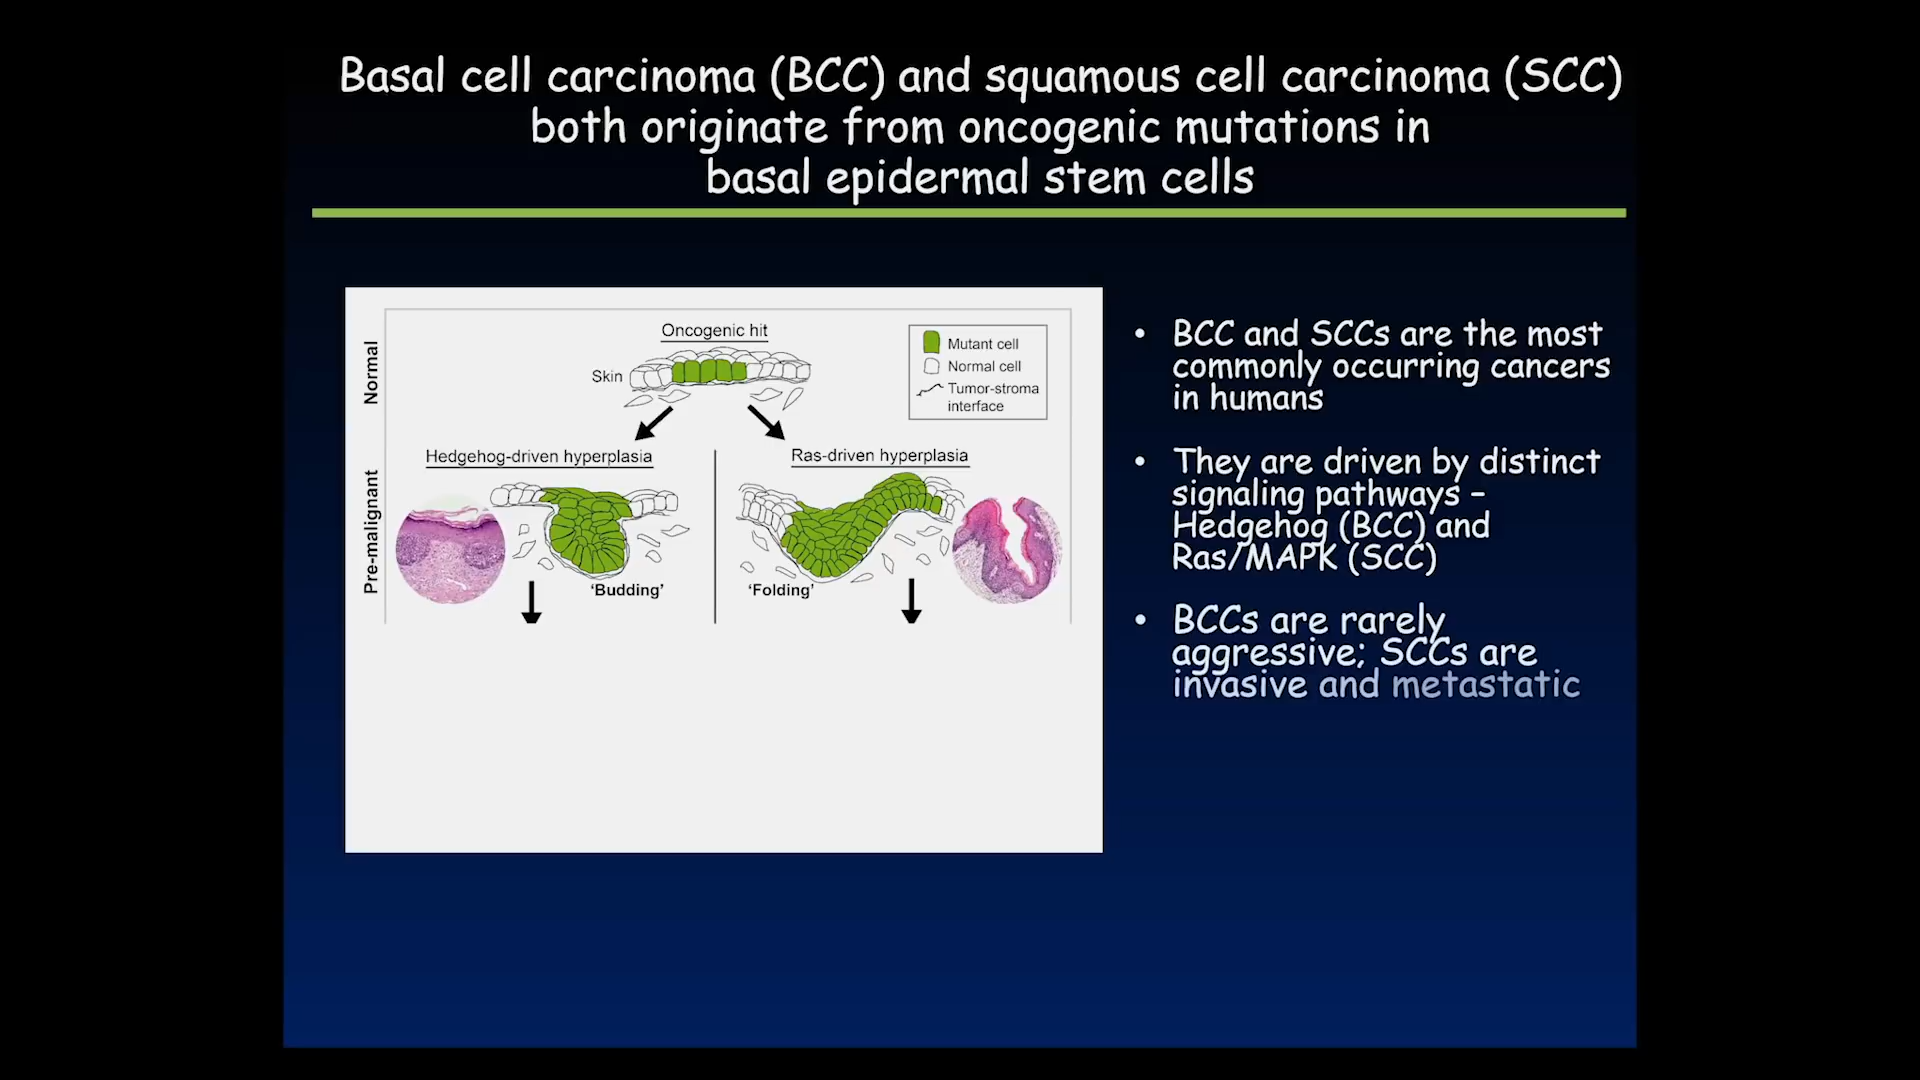 Basal cell carcinoma (BCC) and squamous cell carcinoma (SCC)
both originate from oncogenic mutations in
basal epidermal stem cells
Normal
Oncogenic hit
Skin
Mutant cell
Normal cell
Tumor-stroma
interface
Pre-malignant
Hedgehog-driven hyperplasia
‘Budding’
Ras-driven hyperplasia
‘Folding’
• BCC and SCCs are the most
commonly occurring cancers
in humans
• They are driven by distinct
signaling pathways –
Hedgehog (BCC) and
Ras/MAPK (SCC)
• BCCs are rarely
aggressive; SCCs are
invasive and metastatic